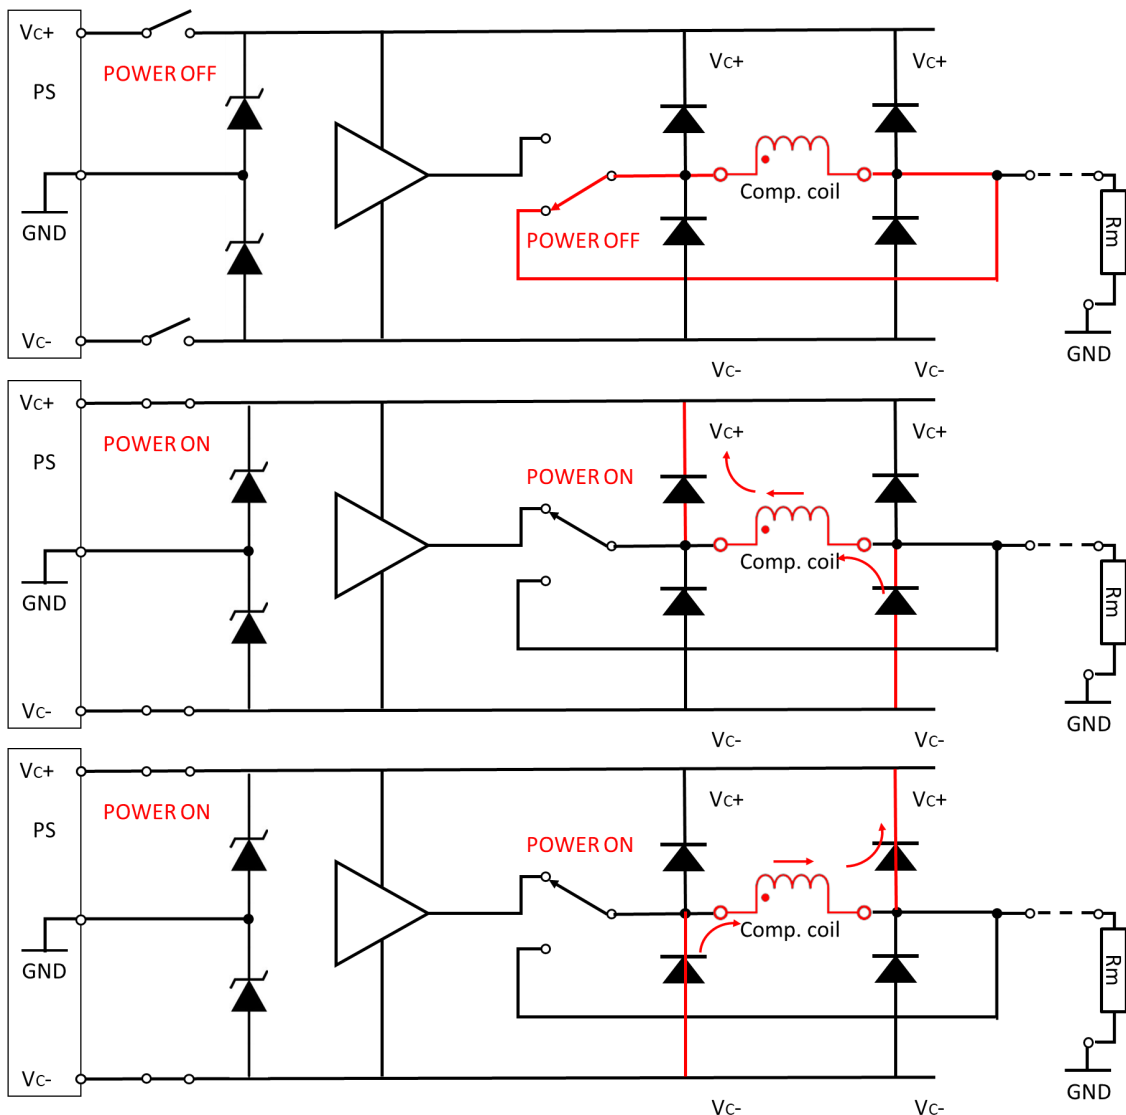 VC+
POWER OFF
VC+
VC+
PS
Comp. coil
GND
POWER OFF
Rm
VC-
GND
VC-
VC-
VC+
POWER ON
VC+
VC+
PS
POWER ON
Comp. coil
GND
Rm
VC-
GND
VC-
VC-
VC+
POWER ON
VC+
VC+
PS
POWER ON
Comp. coil
GND
Rm
VC-
GND
VC-
VC-